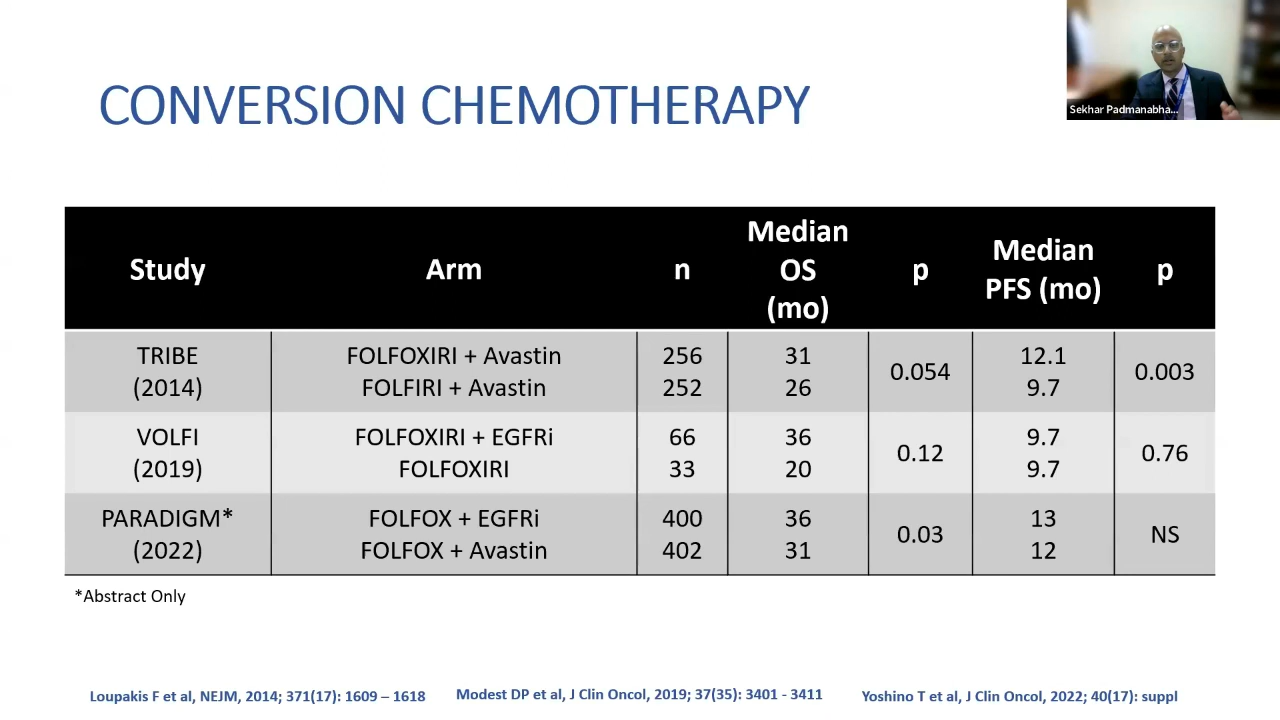 CONVERSION CHEMOTHERAPY
Sekhar Padmanabha...
Study Arm n Median OS (mo) p Median PFS (mo) p
TRIBE (2014) FOLFOXIRI + Avastin 256 31 0.054 12.1 0.003
FOLFIRI + Avastin 252 26 9.7
VOLFI (2019) FOLFOXIRI + EGFRi 66 36 0.12 9.7 0.76
FOLFOXIRI 33 20 9.7
PARADIGM* (2022) FOLFOX + EGFRi 400 36 0.03 13 NS
FOLFOX + Avastin 402 31 12
*Abstract Only
Loupakis F et al, NEJM, 2014; 371(17): 1609 – 1618
Modest DP et al, J Clin Oncol, 2019; 37(35): 3401 - 3411
Yoshino T et al, J Clin Oncol, 2022; 40(17): suppl